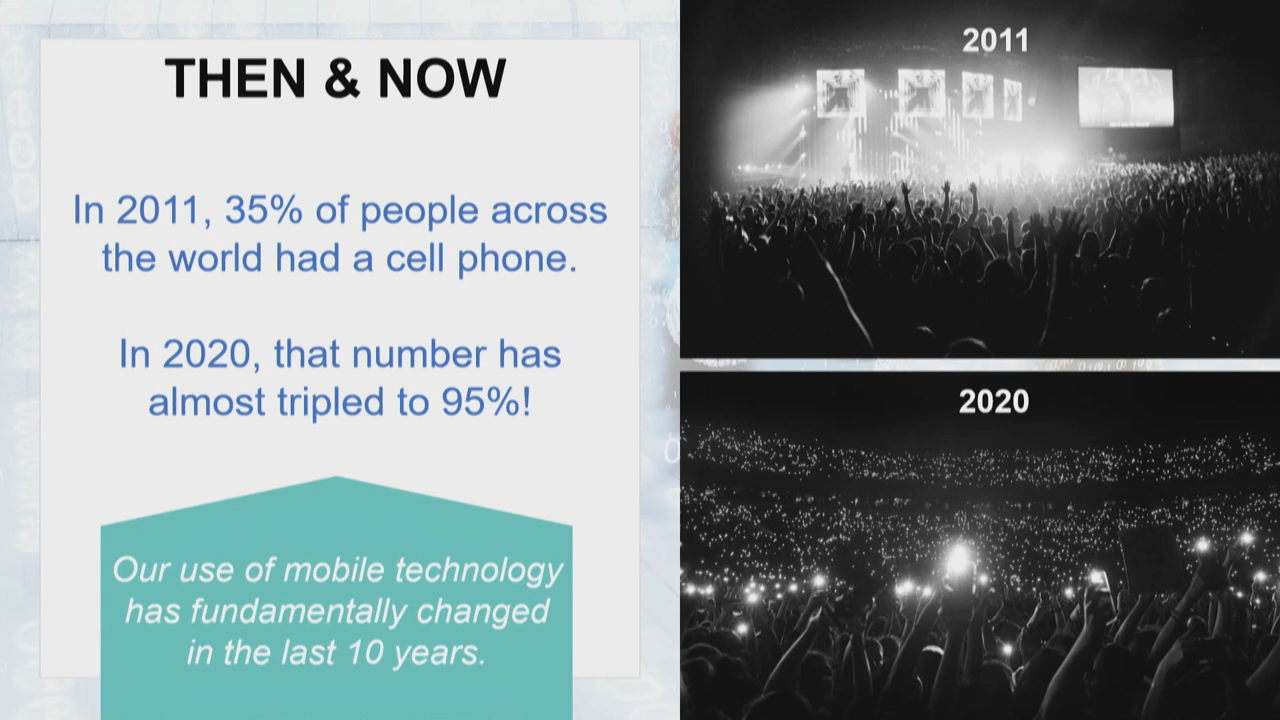 THEN & NOW
In 2011, 35% of people across
the world had a cell phone.
In 2020, that number has
almost tripled to 95%!
Our use of mobile technology
has fundamentally changed
in the last 10 years.
2011
2020